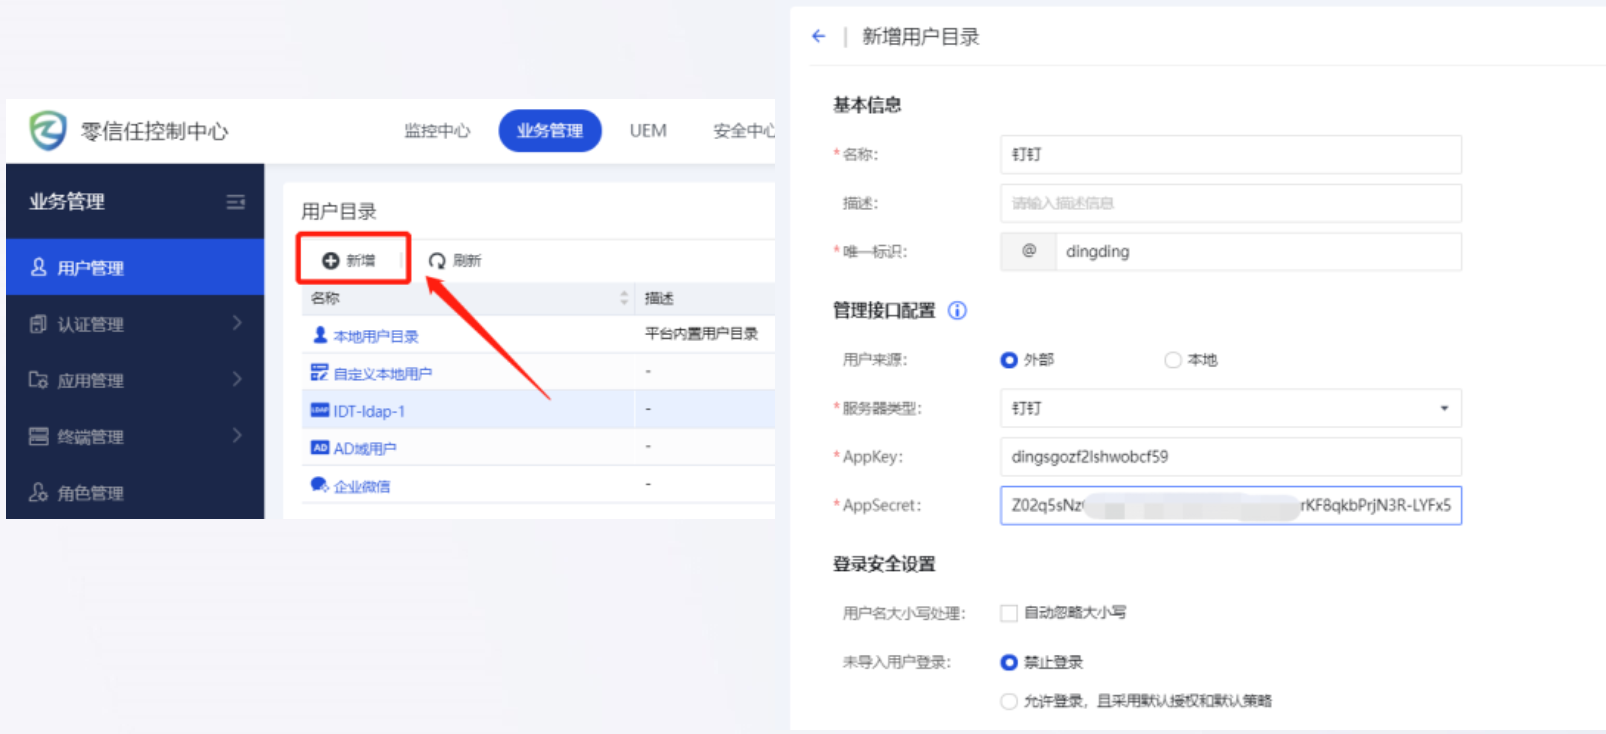 零信任控制中心
监控中心
业务管理
UEM
安全中心
业务管理
用户管理
认证管理
应用管理
终端管理
角色管理
用户目录
新增
刷新
名称
描述
本地用户目录
平台内置用户目录
自定义本地用户
-
LDAP IDT-ldap-1
-
AD AD域用户
-
企业微信
-
新增用户目录
基本信息
*名称:
钉钉
描述:
请输入描述信息
*唯一标识:
@ dingding
管理接口配置
用户来源:
外部
本地
*服务器类型:
钉钉
*AppKey:
dingsgozf2lshwobcf59
*AppSecret:
Z02q5sNz
rKF8qkbPrjN3R-LYFx5
登录安全设置
用户名大小写处理:
自动忽略大小写
未导入用户登录:
禁止登录
允许登录，且采用默认授权和默认策略